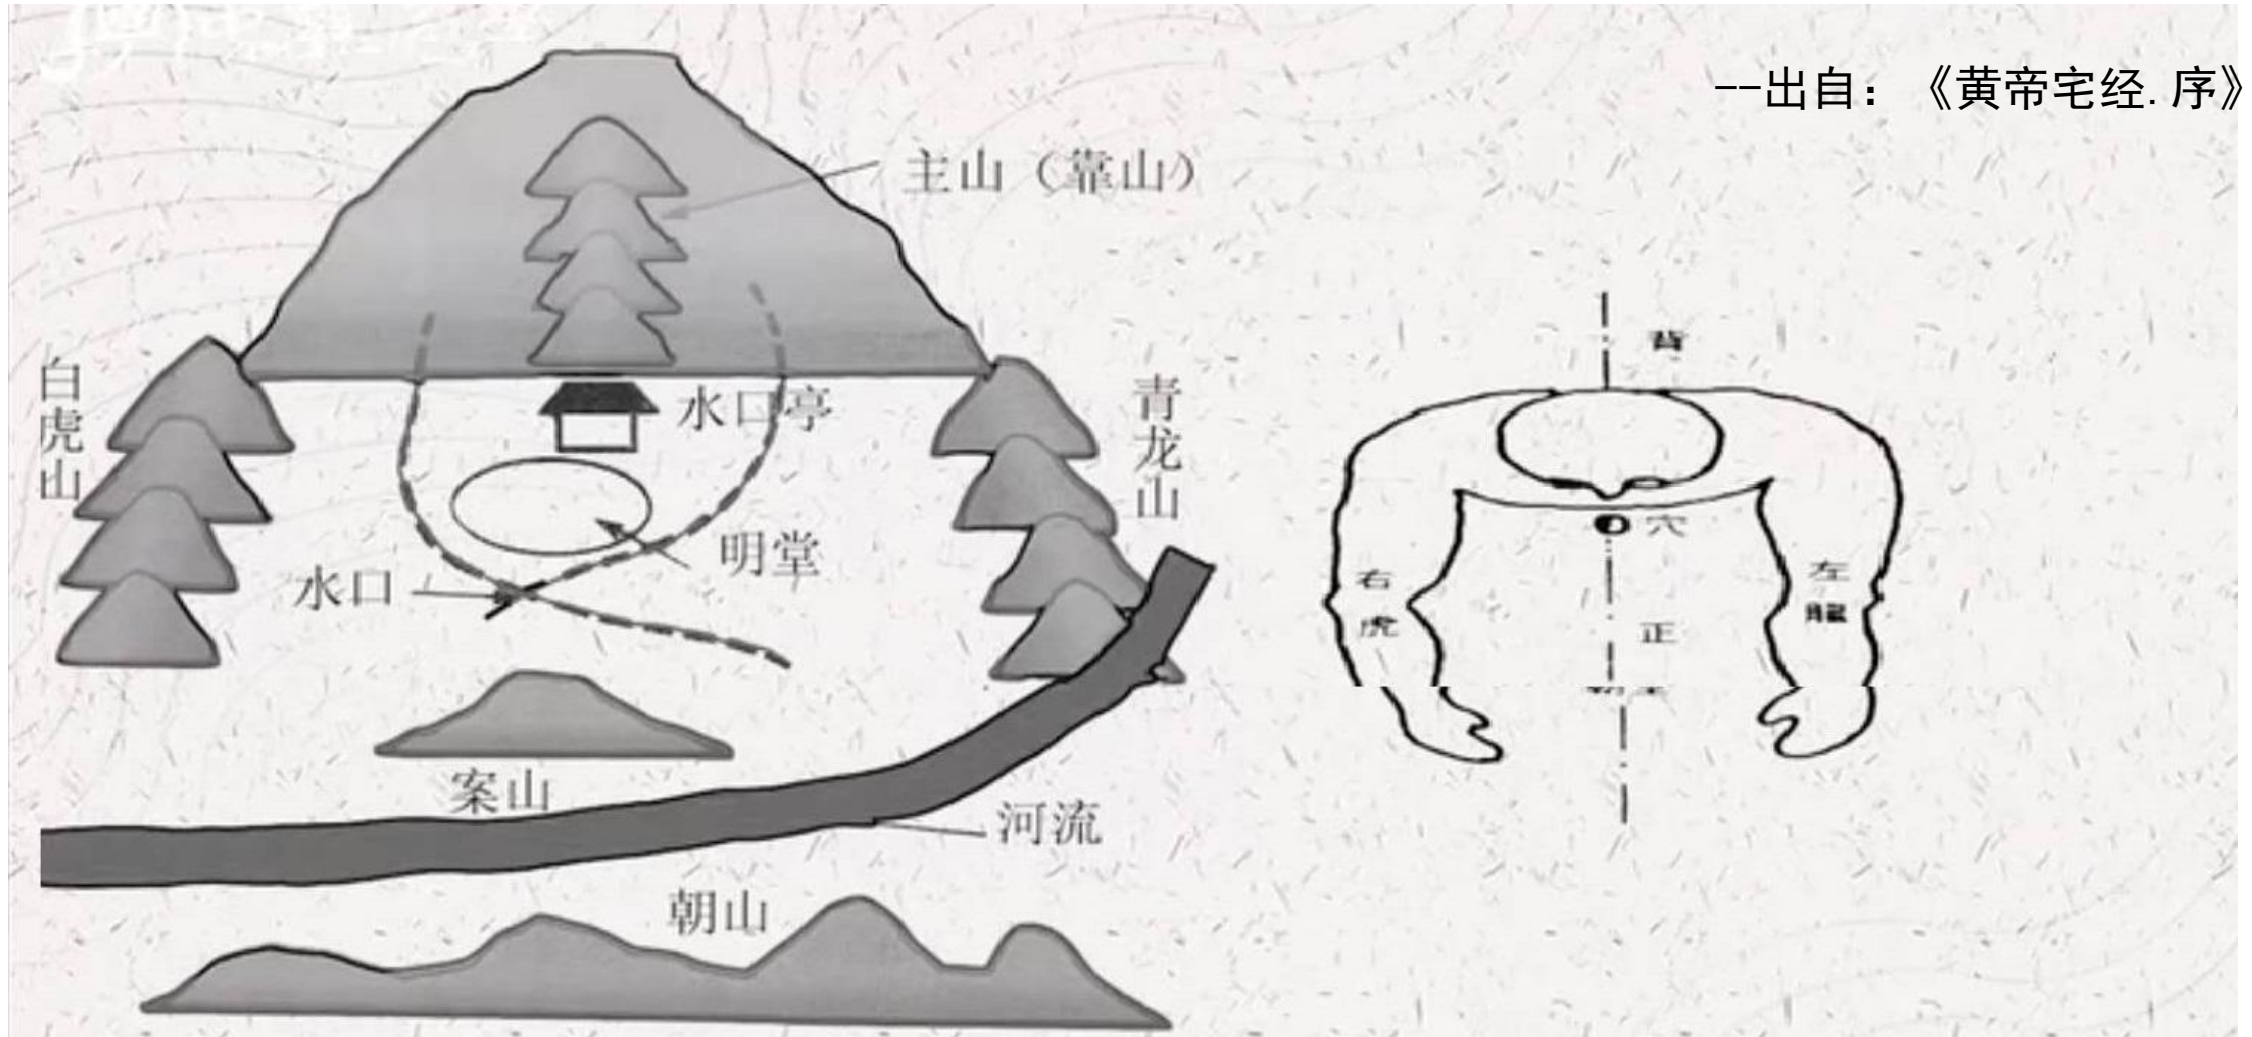 --出自：《黄帝宅经.序》
主山（靠山）
白虎山
水口亭
青龙山
明堂
水口
案山
河流
朝山
背
穴
右虎
左龍
正